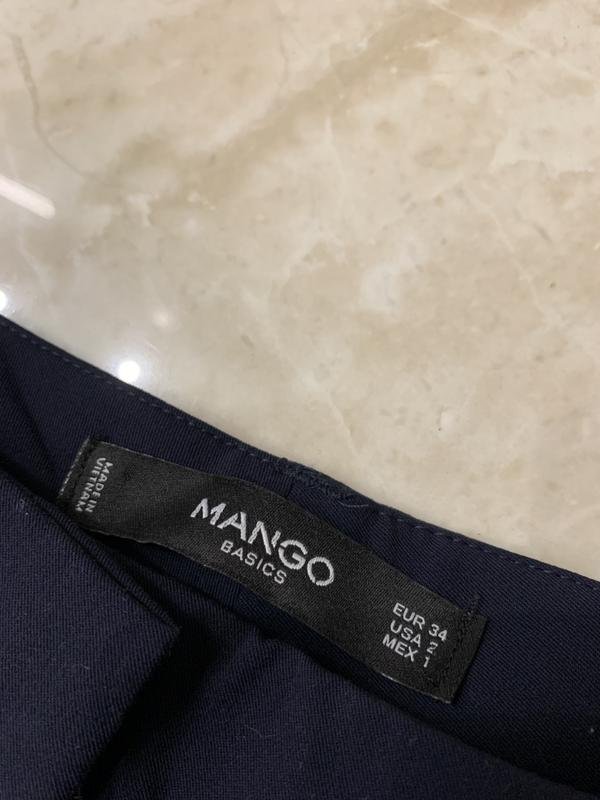 MADE IN
VIETNAM
MANGO
BASICS
EUR 34
USA 2
MEX 1